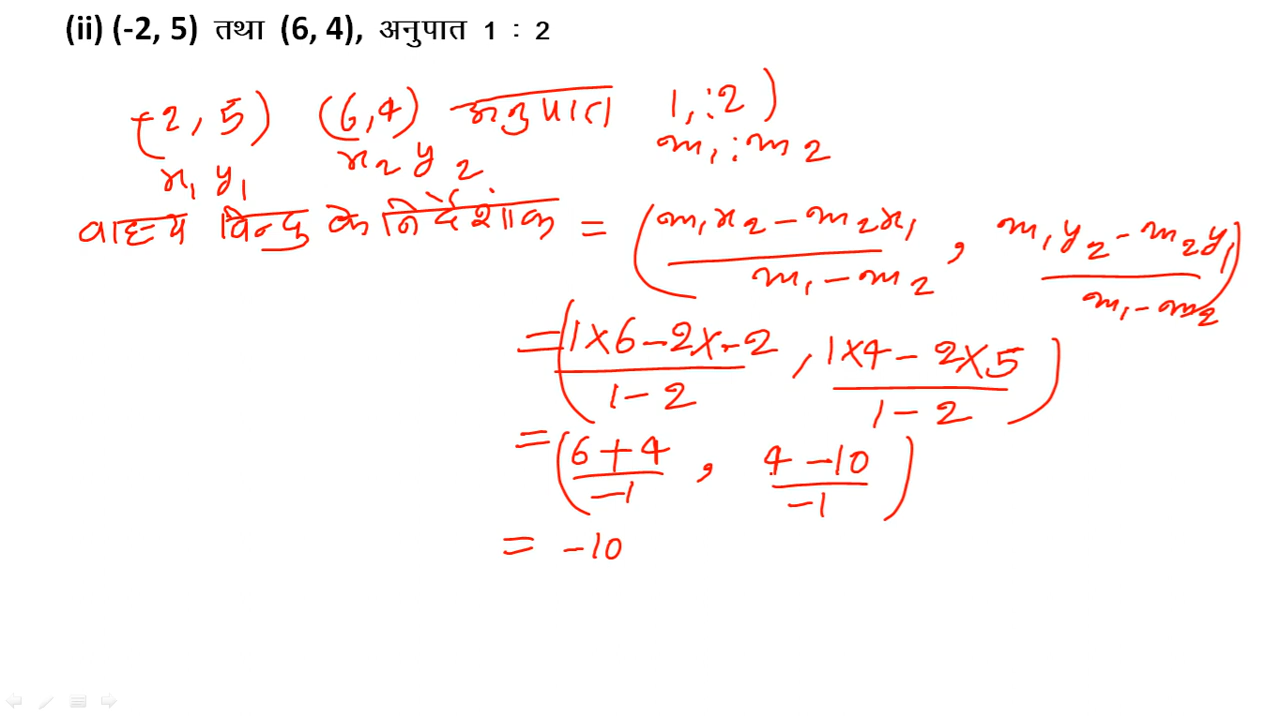 (ii) (-2, 5) तथा (6, 4), अनुपात 1 : 2
(-2, 5) (6, 4) अनुपात 1, : 2)
x₁ y₁ x₂ y₂ m₁ : m₂
वाह्य विन्दु के निर्देशांक = (m₁x₂ - m₂x₁ / m₁ - m₂, m₁y₂ - m₂y₁ / m₁ - m₂)
= (1×6 - 2×-2 / 1 - 2, 1×4 - 2×5 / 1 - 2)
= (6 + 4 / -1, 4 - 10 / -1)
= -10